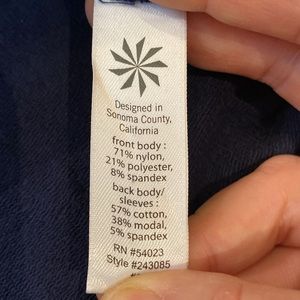 Designed in
Sonoma County,
California
front body :
71% nylon,
21% polyester,
8% spandex
back body/
sleeves :
57% cotton,
38% modal,
5% spandex
RN #54023
Style #243085